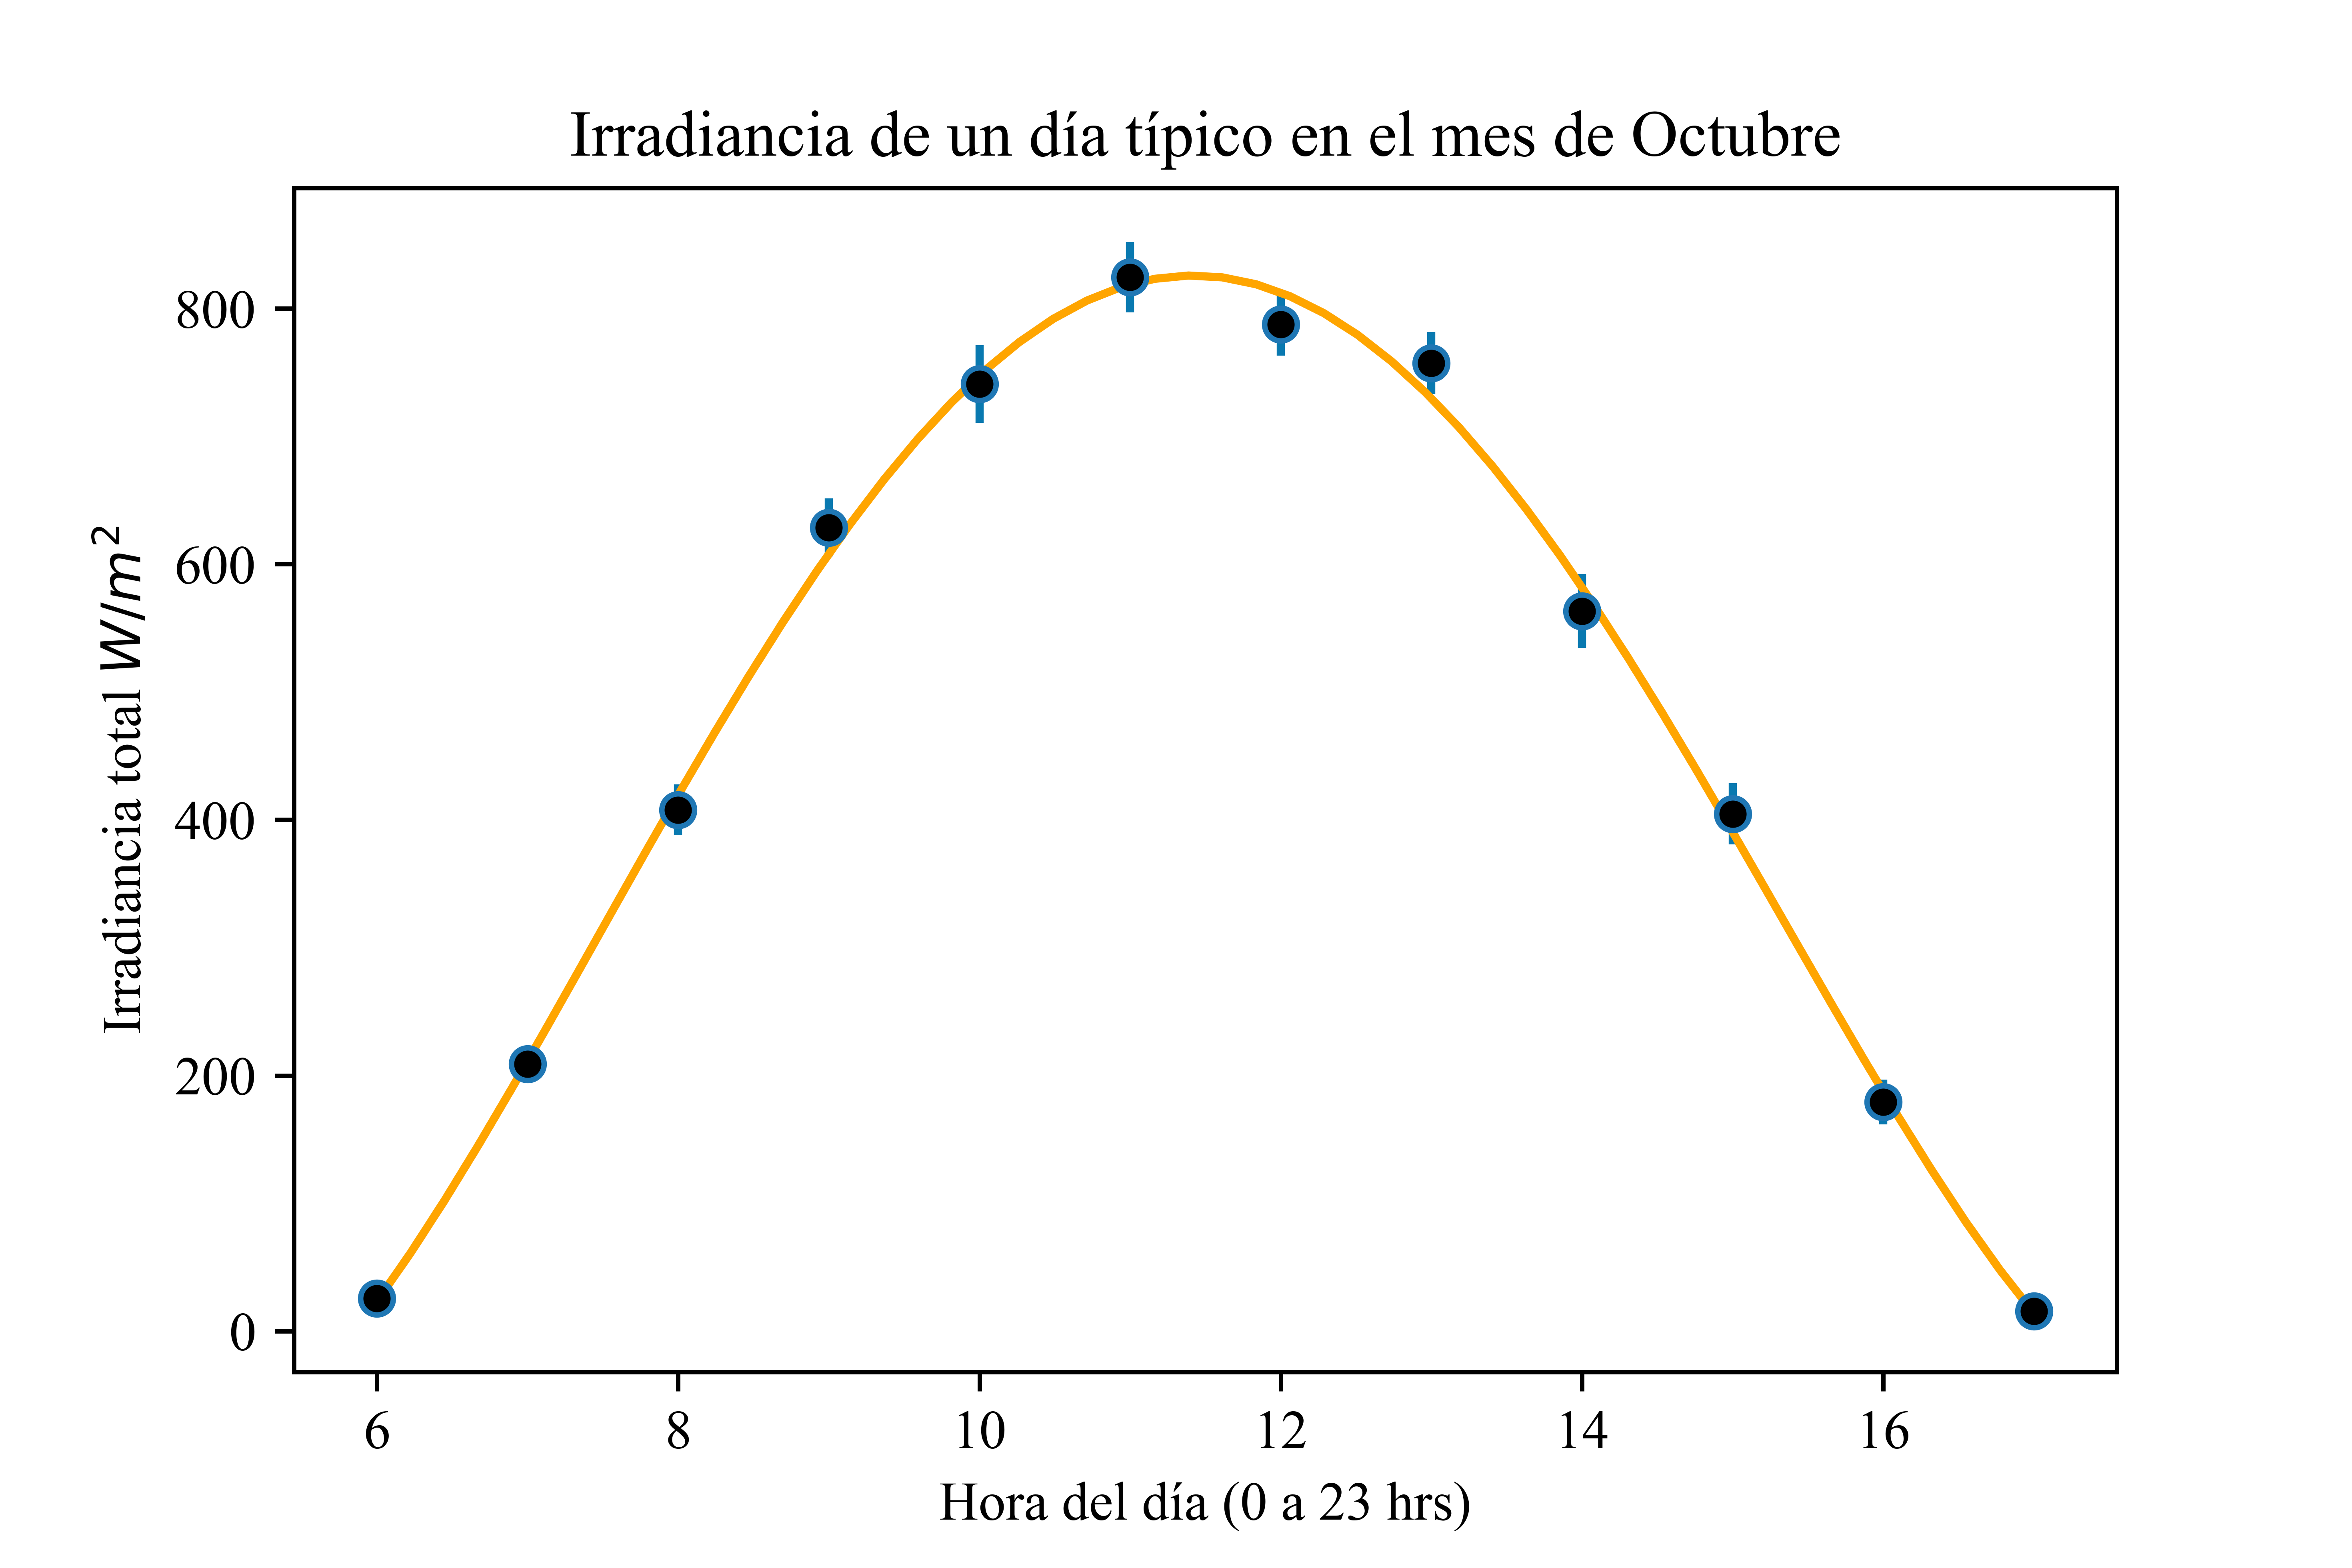 Irradiancia de un día típico en el mes de Octubre
Irradiancia total W/m²
800
600
400
200
0
6 8 10 12 14 16
Hora del día (0 a 23 hrs)